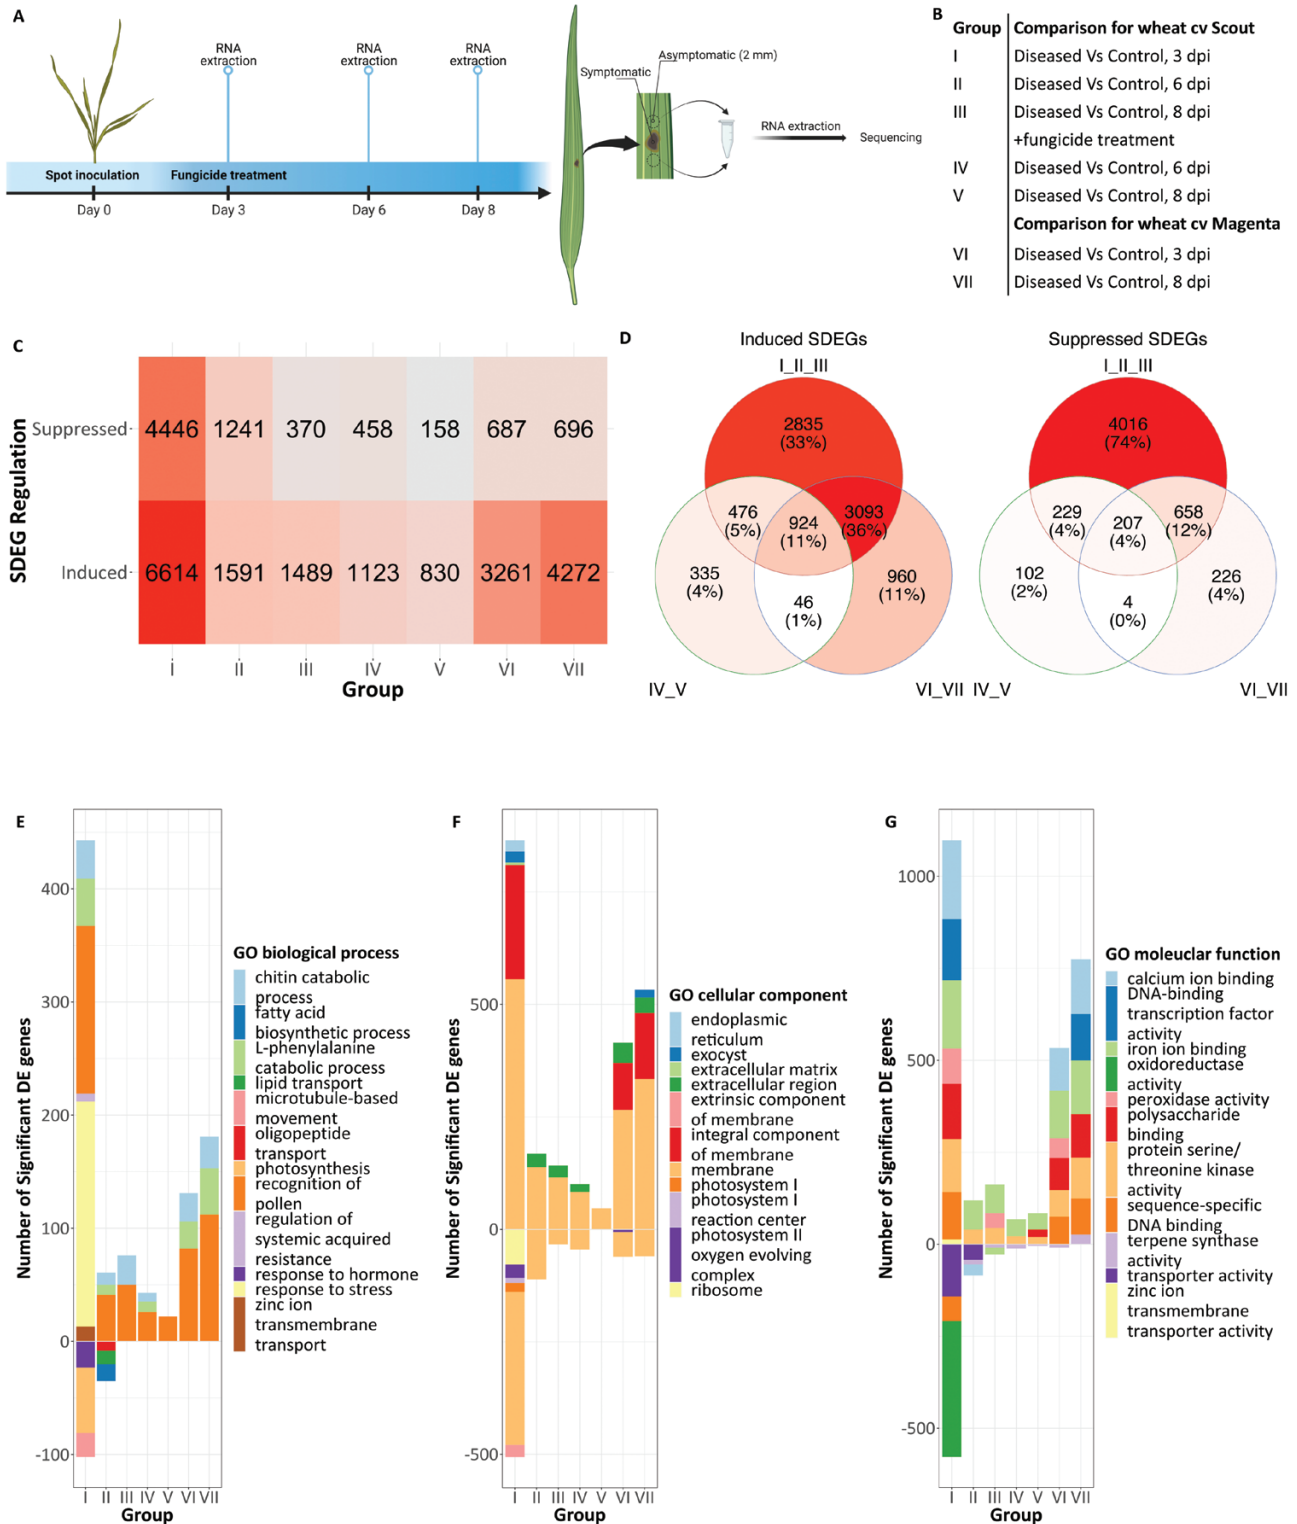 A
RNA
extraction
RNA
extraction
RNA
extraction
Spot inoculation
Fungicide treatment
Day 0
Day 3
Day 6
Day 8
Asymptomatic (2 mm)
Symptomatic
RNA extraction
Sequencing
B
Group Comparison for wheat cv Scout
I Diseased Vs Control, 3 dpi
II Diseased Vs Control, 6 dpi
III Diseased Vs Control, 8 dpi
+fungicide treatment
IV Diseased Vs Control, 6 dpi
V Diseased Vs Control, 8 dpi
Comparison for wheat cv Magenta
VI Diseased Vs Control, 3 dpi
VII Diseased Vs Control, 8 dpi
C
SDEG Regulation
Suppressed 4446 1241 370 458 158 687 696
Induced 6614 1591 1489 1123 830 3261 4272
I II III IV V VI VII
Group
D
Induced SDEGs
I_II_III
2835
(33%)
476
(5%)
924
(11%)
3093
(36%)
335
(4%)
960
(11%)
46
(1%)
IV_V
VI_VII
Suppressed SDEGs
I_II_III
4016
(74%)
229
(4%)
207
(4%)
658
(12%)
102
(2%)
226
(4%)
4
(0%)
IV_V
VI_VII
E
Number of Significant DE genes
400
300
200
100
0
-100
I II III IV V VI VII
Group
GO biological process
chitin catabolic
process
fatty acid
biosynthetic process
L-phenylalanine
catabolic process
lipid transport
microtubule-based
movement
oligopeptide
transport
photosynthesis
recognition of
pollen
regulation of
systemic acquired
resistance
response to hormone
response to stress
zinc ion
transmembrane
transport
F
Number of Significant DE genes
500
0
-500
I II III IV V VI VII
Group
GO cellular component
endoplasmic
reticulum
exocyst
extracellular matrix
extracellular region
extrinsic component
of membrane
integral component
of membrane
membrane
photosystem I
photosystem I
reaction center
photosystem II
oxygen evolving
complex
ribosome
G
Number of Significant DE genes
1000
500
0
-500
I II III IV V VI VII
Group
GO moleuclar function
calcium ion binding
DNA-binding
transcription factor
activity
iron ion binding
oxidoreductase
activity
peroxidase activity
polysaccharide
binding
protein serine/
threonine kinase
activity
sequence-specific
DNA binding
terpene synthase
activity
transporter activity
zinc ion
transmembrane
transporter activity